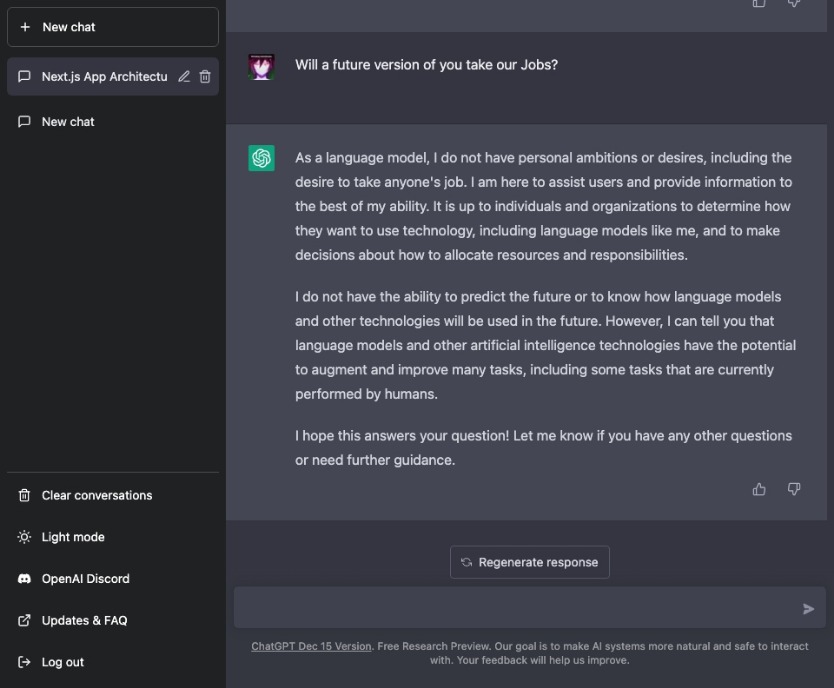 New chat
Next.js App Architectu
New chat
Clear conversations
Light mode
OpenAI Discord
Updates & FAQ
Log out
Will a future version of you take our Jobs?
As a language model, I do not have personal ambitions or desires, including the
desire to take anyone's job. I am here to assist users and provide information to
the best of my ability. It is up to individuals and organizations to determine how
they want to use technology, including language models like me, and to make
decisions about how to allocate resources and responsibilities.
I do not have the ability to predict the future or to know how language models
and other technologies will be used in the future. However, I can tell you that
language models and other artificial intelligence technologies have the potential
to augment and improve many tasks, including some tasks that are currently
performed by humans.
I hope this answers your question! Let me know if you have any other questions
or need further guidance.
Regenerate response
ChatGPT Dec 15 Version. Free Research Preview. Our goal is to make AI systems more natural and safe to interact
with. Your feedback will help us improve.